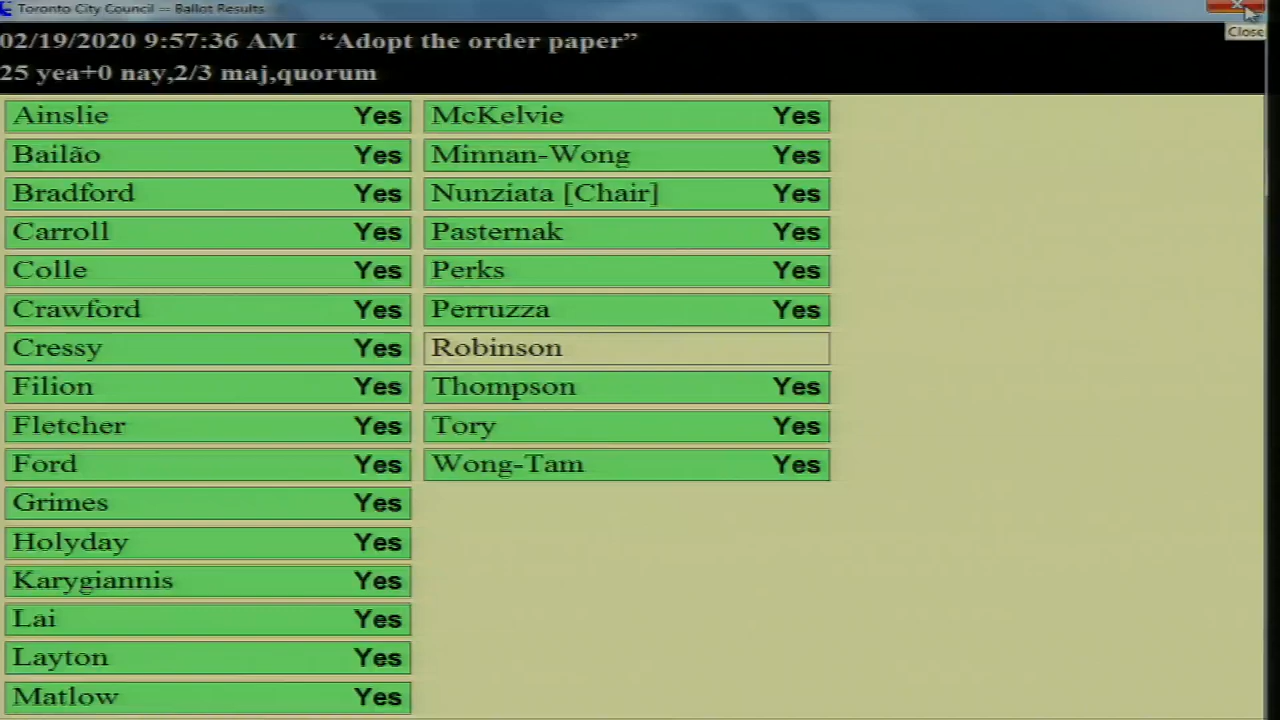 Toronto City Council — Ballot Results
Close
02/19/2020 9:57:36 AM “Adopt the order paper”
25 yea+0 nay,2/3 maj,quorum
Ainslie Yes
Bailão Yes
Bradford Yes
Carroll Yes
Colle Yes
Crawford Yes
Cressy Yes
Filion Yes
Fletcher Yes
Ford Yes
Grimes Yes
Holyday Yes
Karygiannis Yes
Lai Yes
Layton Yes
Matlow Yes
McKelvie Yes
Minnan-Wong Yes
Nunziata [Chair] Yes
Pasternak Yes
Perks Yes
Perruzza Yes
Robinson
Thompson Yes
Tory Yes
Wong-Tam Yes